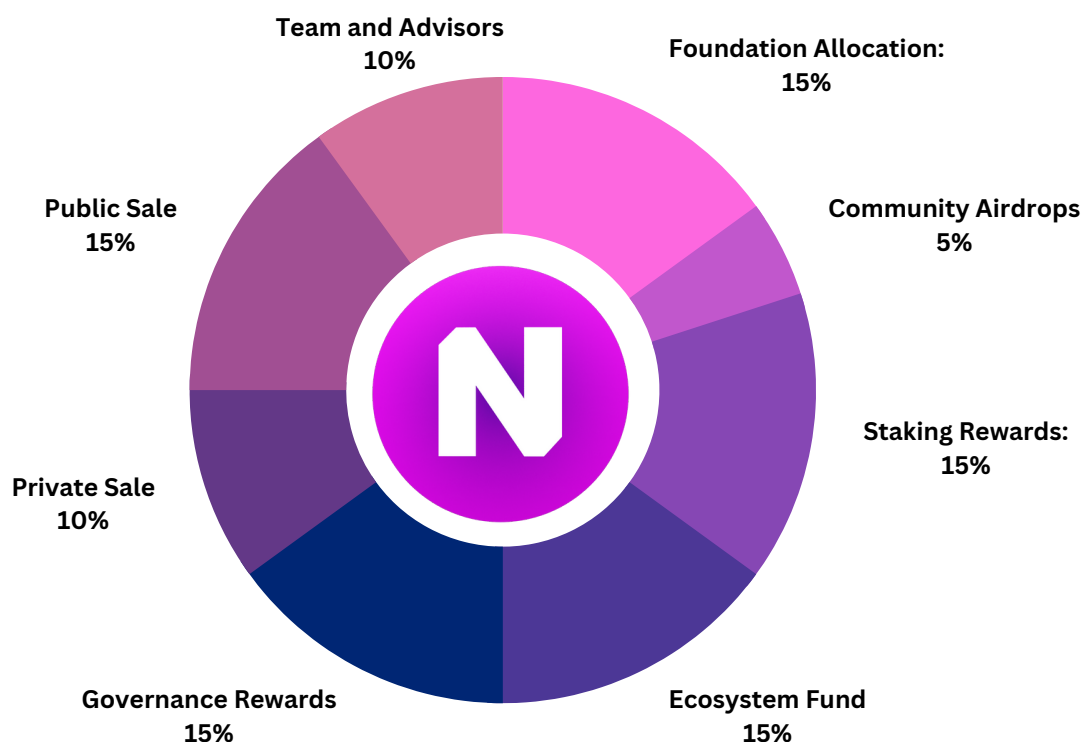 Team and Advisors
10%
Foundation Allocation:
15%
Community Airdrops
5%
Staking Rewards:
15%
Ecosystem Fund
15%
Governance Rewards
15%
Private Sale
10%
Public Sale
15%
N